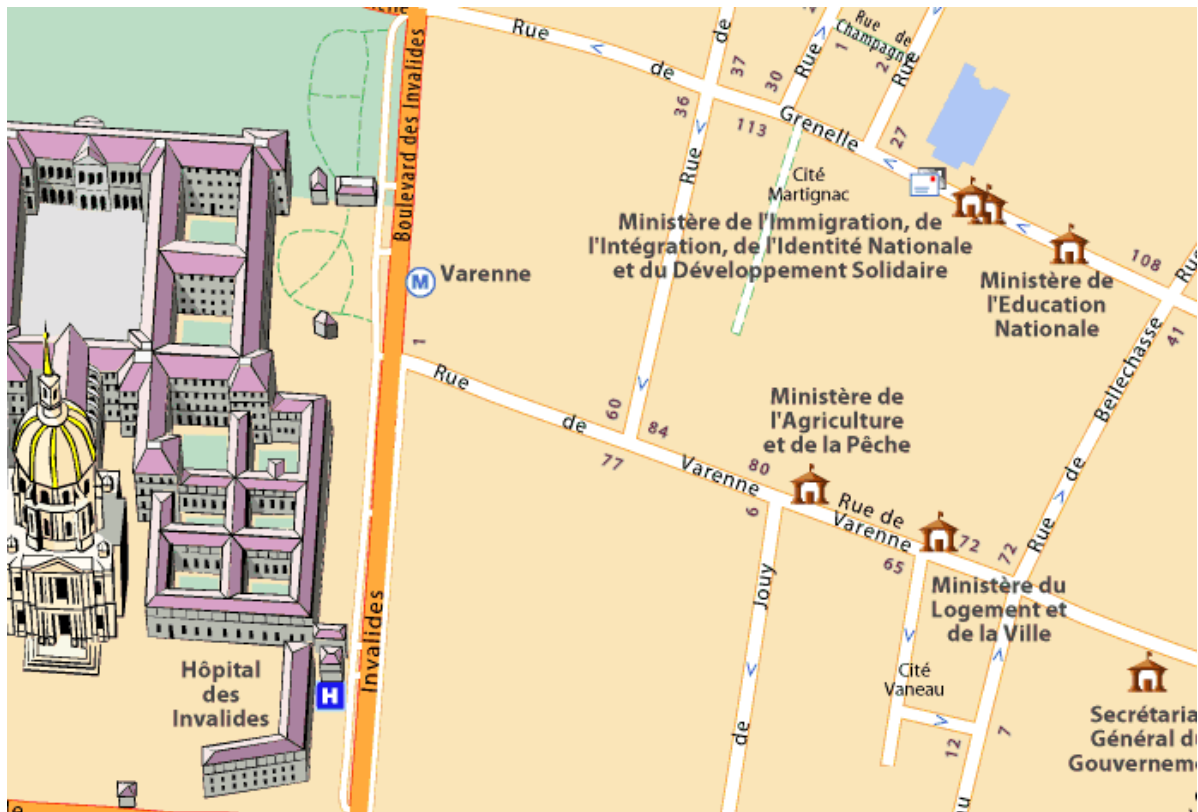 Rue
de
Grenelle
Rue
de
Rue
Rue
Rue de
Champagne
1
2
37
30
36
113
27
Cité
Martignac
Boulevard des Invalides
M
Varenne
Ministère de l'Immigration, de
l'Intégration, de l'Identité Nationale
et du Développement Solidaire
Ministère de
l'Education
Nationale
108
Rue
41
1
Rue
de
Varenne
60
84
77
80
6
Ministère de
l'Agriculture
et de la Pêche
Rue de
Varenne
72
72
65
Rue de Bellechasse
Ministère du
Logement et
de la Ville
Jouy
de
Cité
Vaneau
12
7
Invalides
Hôpital
des
Invalides
H
Général